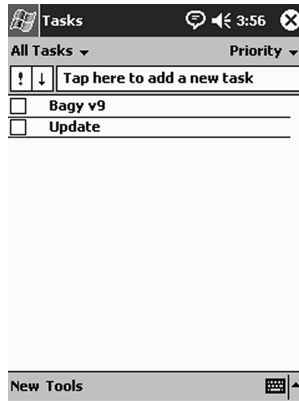 Tasks 3:56
All Tasks Priority
! ↓ Tap here to add a new task
Bagy v9
Update
New Tools